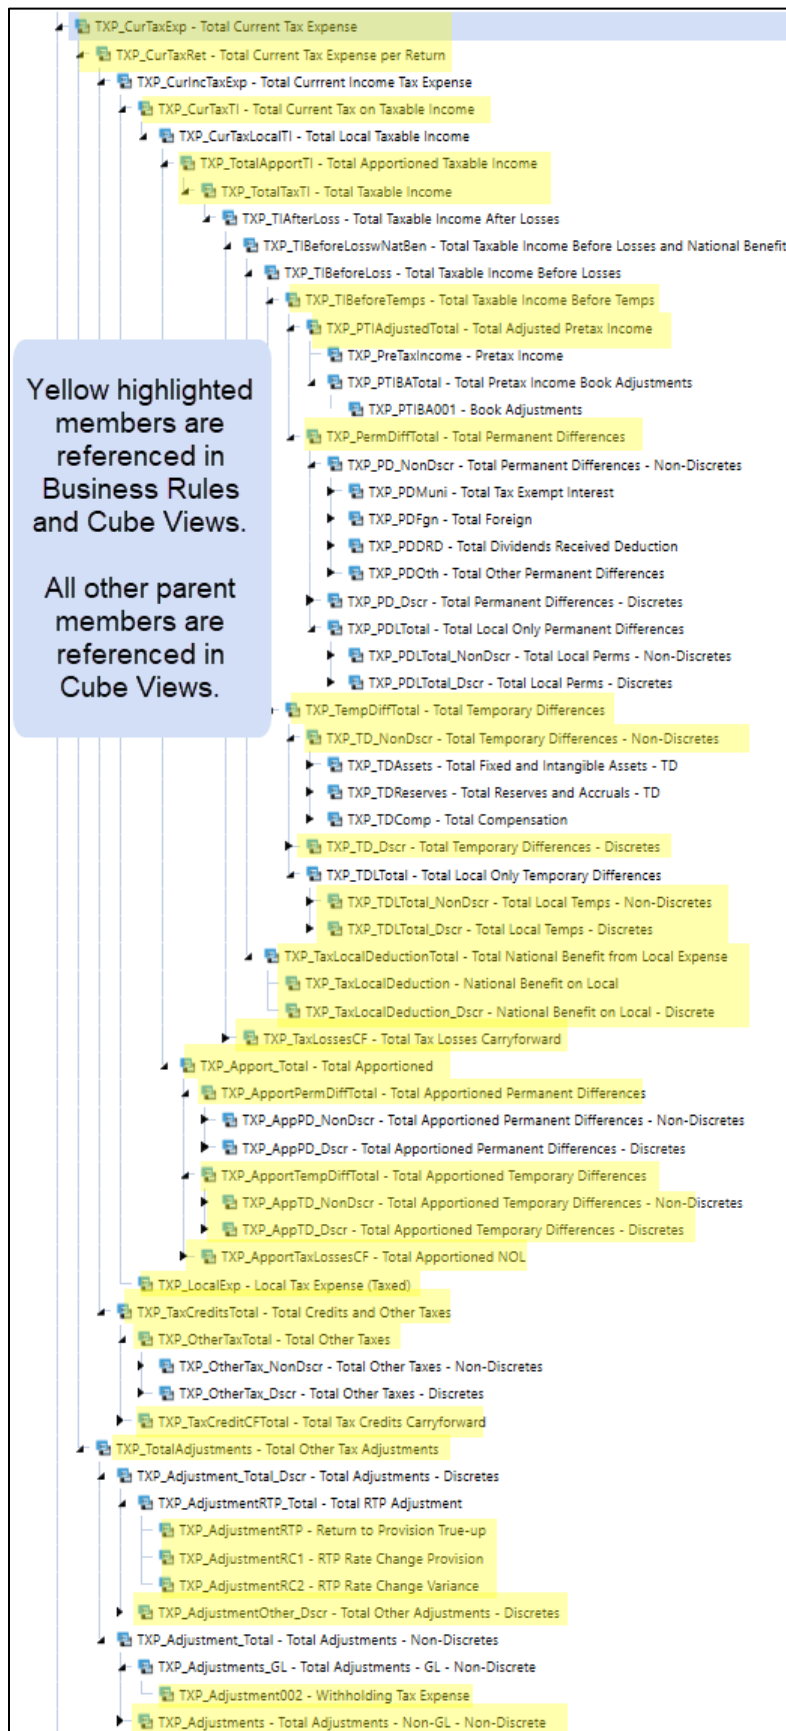 TXP_CurTaxExp - Total Current Tax Expense
TXP_CurTaxRet - Total Current Tax Expense per Return
TXP_CurIncTaxExp - Total Currrent Income Tax Expense
TXP_CurTaxTI - Total Current Tax on Taxable Income
TXP_CurTaxLocalTI - Total Local Taxable Income
TXP_TotalApportTI - Total Apportioned Taxable Income
TXP_TotalTaxTI - Total Taxable Income
TXP_TIAfterLoss - Total Taxable Income After Losses
TXP_TIBeforeLosswNatBen - Total Taxable Income Before Losses and National Benefit
TXP_TIBeforeLoss - Total Taxable Income Before Losses
TXP_TIBeforeTemps - Total Taxable Income Before Temps
TXP_PTIAdjustedTotal - Total Adjusted Pretax Income
TXP_PreTaxIncome - Pretax Income
TXP_PTIBATotal - Total Pretax Income Book Adjustments
TXP_PTIBA001 - Book Adjustments
TXP_PermDiffTotal - Total Permanent Differences
TXP_PD_NonDscr - Total Permanent Differences - Non-Discretes
TXP_PDMuni - Total Tax Exempt Interest
TXP_PDFgn - Total Foreign
TXP_PDDRD - Total Dividends Received Deduction
TXP_PDOth - Total Other Permanent Differences
TXP_PD_Dscr - Total Permanent Differences - Discretes
TXP_PDLTotal - Total Local Only Permanent Differences
TXP_PDLTotal_NonDscr - Total Local Perms - Non-Discretes
TXP_PDLTotal_Dscr - Total Local Perms - Discretes
TXP_TempDiffTotal - Total Temporary Differences
TXP_TD_NonDscr - Total Temporary Differences - Non-Discretes
TXP_TDAssets - Total Fixed and Intangible Assets - TD
TXP_TDReserves - Total Reserves and Accruals - TD
TXP_TDComp - Total Compensation
TXP_TD_Dscr - Total Temporary Differences - Discretes
TXP_TDLTotal - Total Local Only Temporary Differences
TXP_TDLTotal_NonDscr - Total Local Temps - Non-Discretes
TXP_TDLTotal_Dscr - Total Local Temps - Discretes
TXP_TaxLocalDeductionTotal - Total National Benefit from Local Expense
TXP_TaxLocalDeduction - National Benefit on Local
TXP_TaxLocalDeduction_Dscr - National Benefit on Local - Discrete
TXP_TaxLossesCF - Total Tax Losses Carryforward
TXP_Apport_Total - Total Apportioned
TXP_ApportPermDiffTotal - Total Apportioned Permanent Differences
TXP_AppPD_NonDscr - Total Apportioned Permanent Differences - Non-Discretes
TXP_AppPD_Dscr - Total Apportioned Permanent Differences - Discretes
TXP_ApportTempDiffTotal - Total Apportioned Temporary Differences
TXP_AppTD_NonDscr - Total Apportioned Temporary Differences - Non-Discretes
TXP_AppTD_Dscr - Total Apportioned Temporary Differences - Discretes
TXP_ApportTaxLossesCF - Total Apportioned NOL
TXP_LocalExp - Local Tax Expense (Taxed)
TXP_TaxCreditsTotal - Total Credits and Other Taxes
TXP_OtherTaxTotal - Total Other Taxes
TXP_OtherTax_NonDscr - Total Other Taxes - Non-Discretes
TXP_OtherTax_Dscr - Total Other Taxes - Discretes
TXP_TaxCreditCFTotal - Total Tax Credits Carryforward
TXP_TotalAdjustments - Total Other Tax Adjustments
TXP_Adjustment_Total_Dscr - Total Adjustments - Discretes
TXP_AdjustmentRTP_Total - Total RTP Adjustment
TXP_AdjustmentRTP - Return to Provision True-up
TXP_AdjustmentRC1 - RTP Rate Change Provision
TXP_AdjustmentRC2 - RTP Rate Change Variance
TXP_AdjustmentOther_Dscr - Total Other Adjustments - Discretes
TXP_Adjustment_Total - Total Adjustments - Non-Discretes
TXP_Adjustments_GL - Total Adjustments - GL - Non-Discrete
TXP_Adjustment002 - Withholding Tax Expense
TXP_Adjustments - Total Adjustments - Non-GL - Non-Discrete
Yellow highlighted
members are
referenced in
Business Rules
and Cube Views.
All other parent
members are
referenced in
Cube Views.